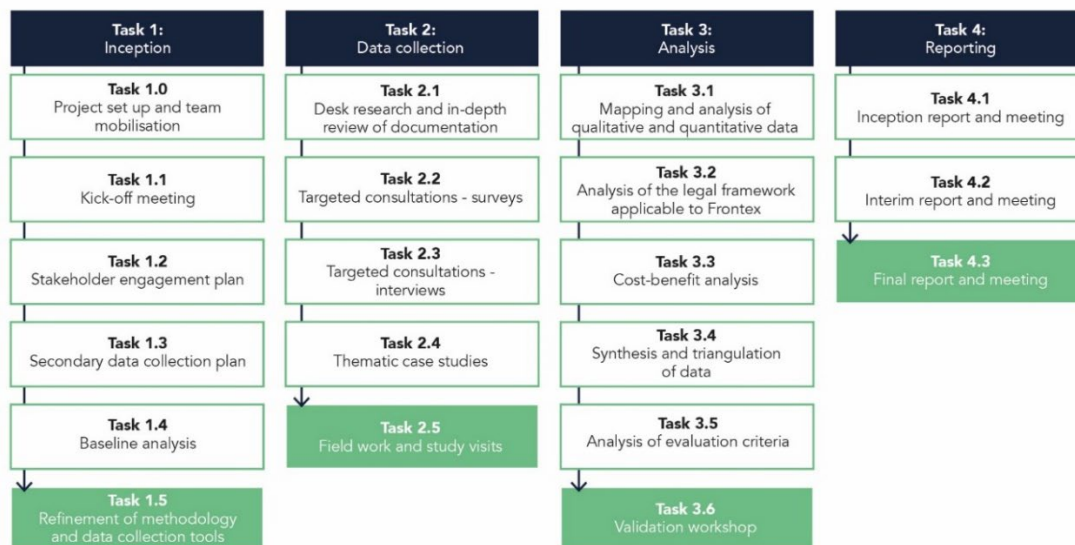 Task 1:
Inception
Task 1.0
Project set up and team
mobilisation
Task 1.1
Kick-off meeting
Task 1.2
Stakeholder engagement plan
Task 1.3
Secondary data collection plan
Task 1.4
Baseline analysis
Task 1.5
Refinement of methodology
and data collection tools
Task 2:
Data collection
Task 2.1
Desk research and in-depth
review of documentation
Task 2.2
Targeted consultations - surveys
Task 2.3
Targeted consultations -
interviews
Task 2.4
Thematic case studies
Task 2.5
Field work and study visits
Task 3:
Analysis
Task 3.1
Mapping and analysis of
qualitative and quantitative data
Task 3.2
Analysis of the legal framework
applicable to Frontex
Task 3.3
Cost-benefit analysis
Task 3.4
Synthesis and triangulation
of data
Task 3.5
Analysis of evaluation criteria
Task 3.6
Validation workshop
Task 4:
Reporting
Task 4.1
Inception report and meeting
Task 4.2
Interim report and meeting
Task 4.3
Final report and meeting